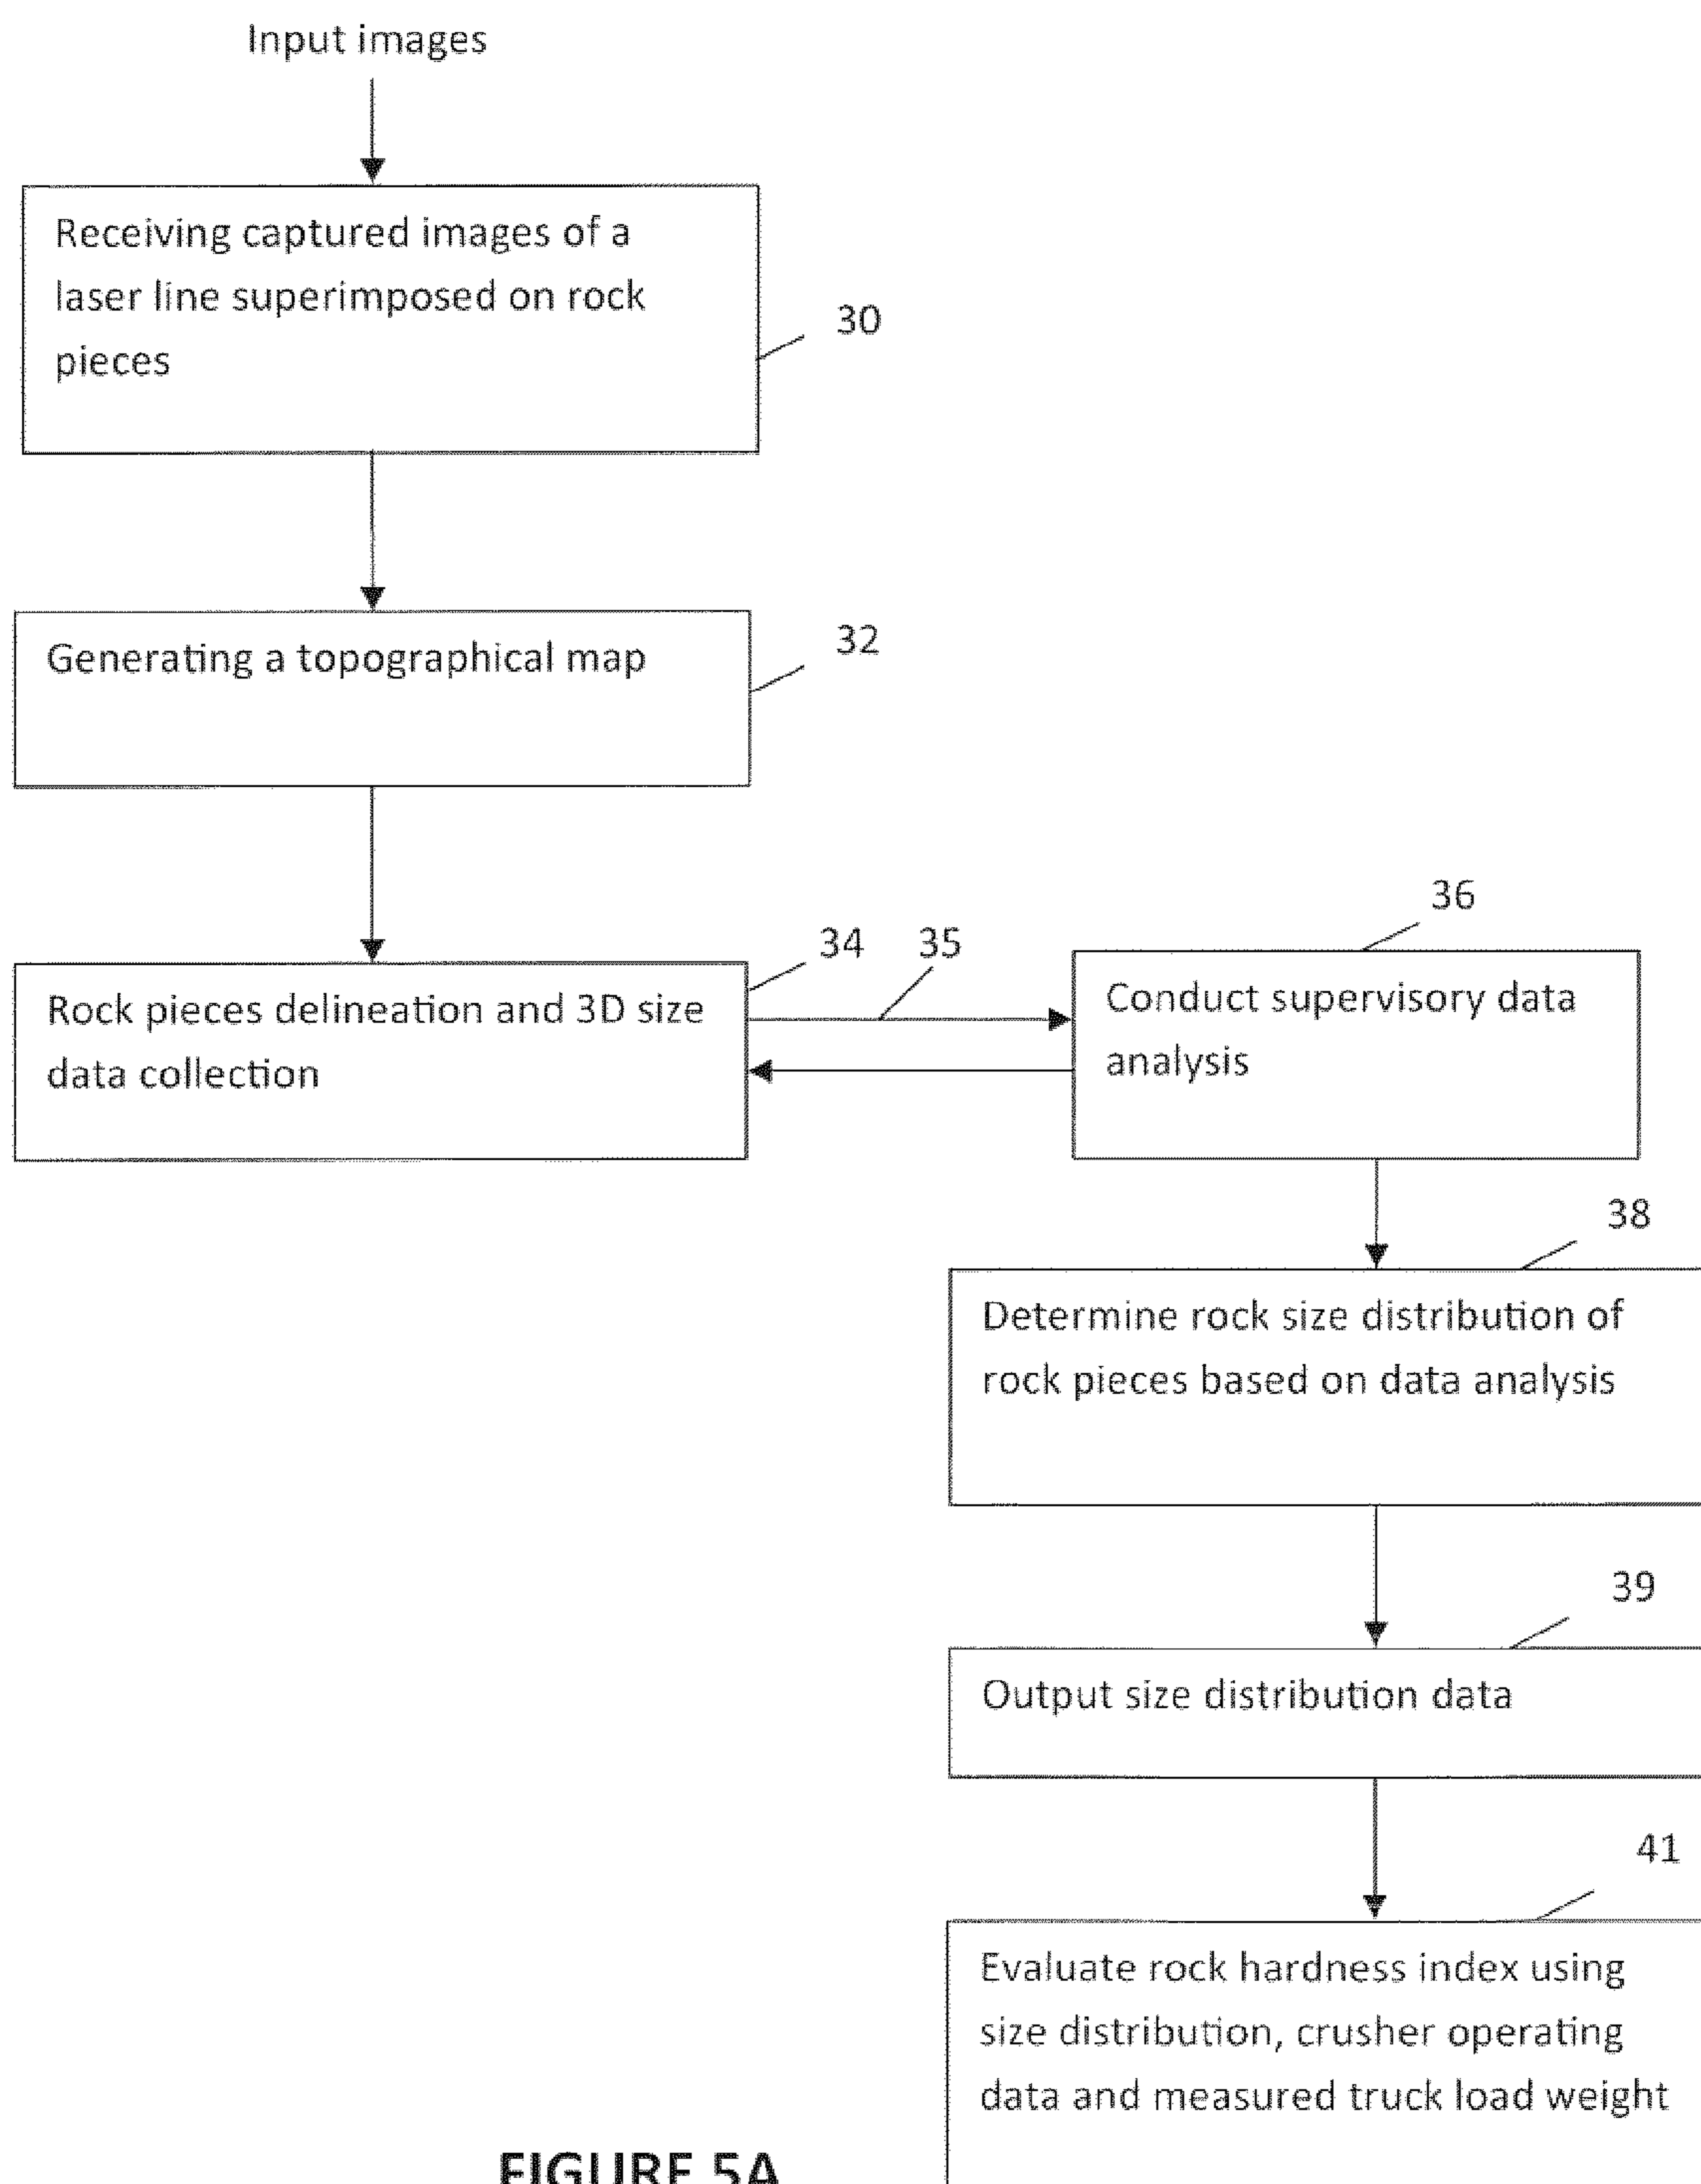 Input images
Receiving captured images of a
laser line superimposed on rock
pieces
30
Generating a topographical map
32
34
35
36
Rock pieces delineation and 3D size
data collection
Conduct supervisory data
analysis
38
Determine rock size distribution of
rock pieces based on data analysis
39
Output size distribution data
41
Evaluate rock hardness index using
size distribution, crusher operating
data and measured truck load weight
FIGURE 5A